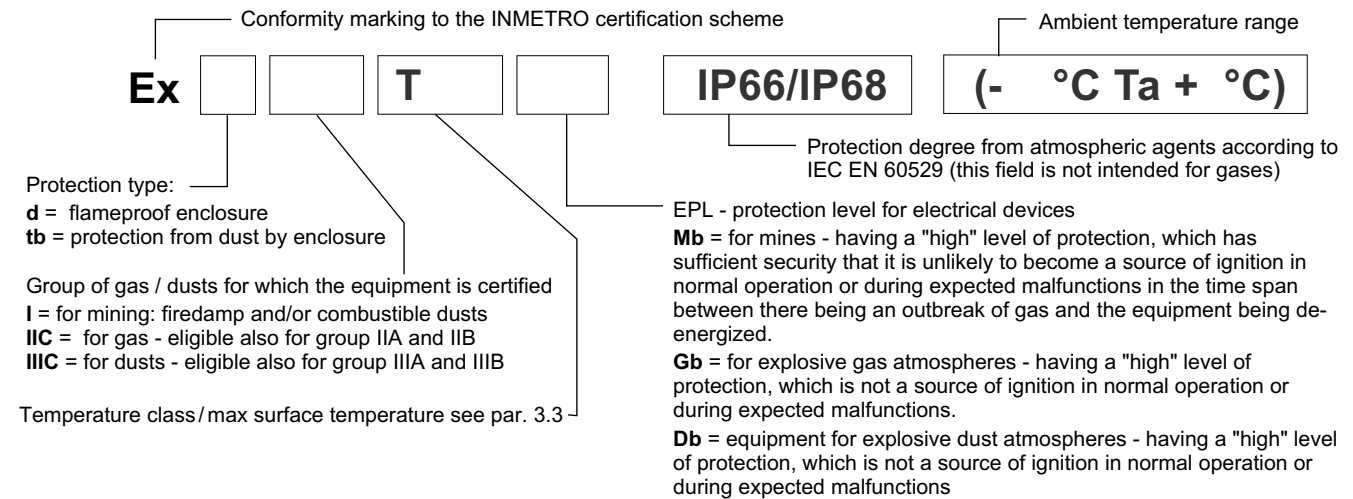 Conformity marking to the INMETRO certification scheme
Ambient temperature range
Ex T IP66/IP68 (- °C Ta + °C)
Protection degree from atmospheric agents according to
IEC EN 60529 (this field is not intended for gases)
Protection type:
d = flameproof enclosure
tb = protection from dust by enclosure
Group of gas / dusts for which the equipment is certified
I = for mining: firedamp and/or combustible dusts
IIC = for gas - eligible also for group IIA and IIB
IIIC = for dusts - eligible also for group IIIA and IIIB
Temperature class/max surface temperature see par. 3.3
EPL - protection level for electrical devices
Mb = for mines - having a "high" level of protection, which has
sufficient security that it is unlikely to become a source of ignition in
normal operation or during expected malfunctions in the time span
between there being an outbreak of gas and the equipment being de-
energized.
Gb = for explosive gas atmospheres - having a "high" level of
protection, which is not a source of ignition in normal operation or
during expected malfunctions.
Db = equipment for explosive dust atmospheres - having a "high" level
of protection, which is not a source of ignition in normal operation or
during expected malfunctions